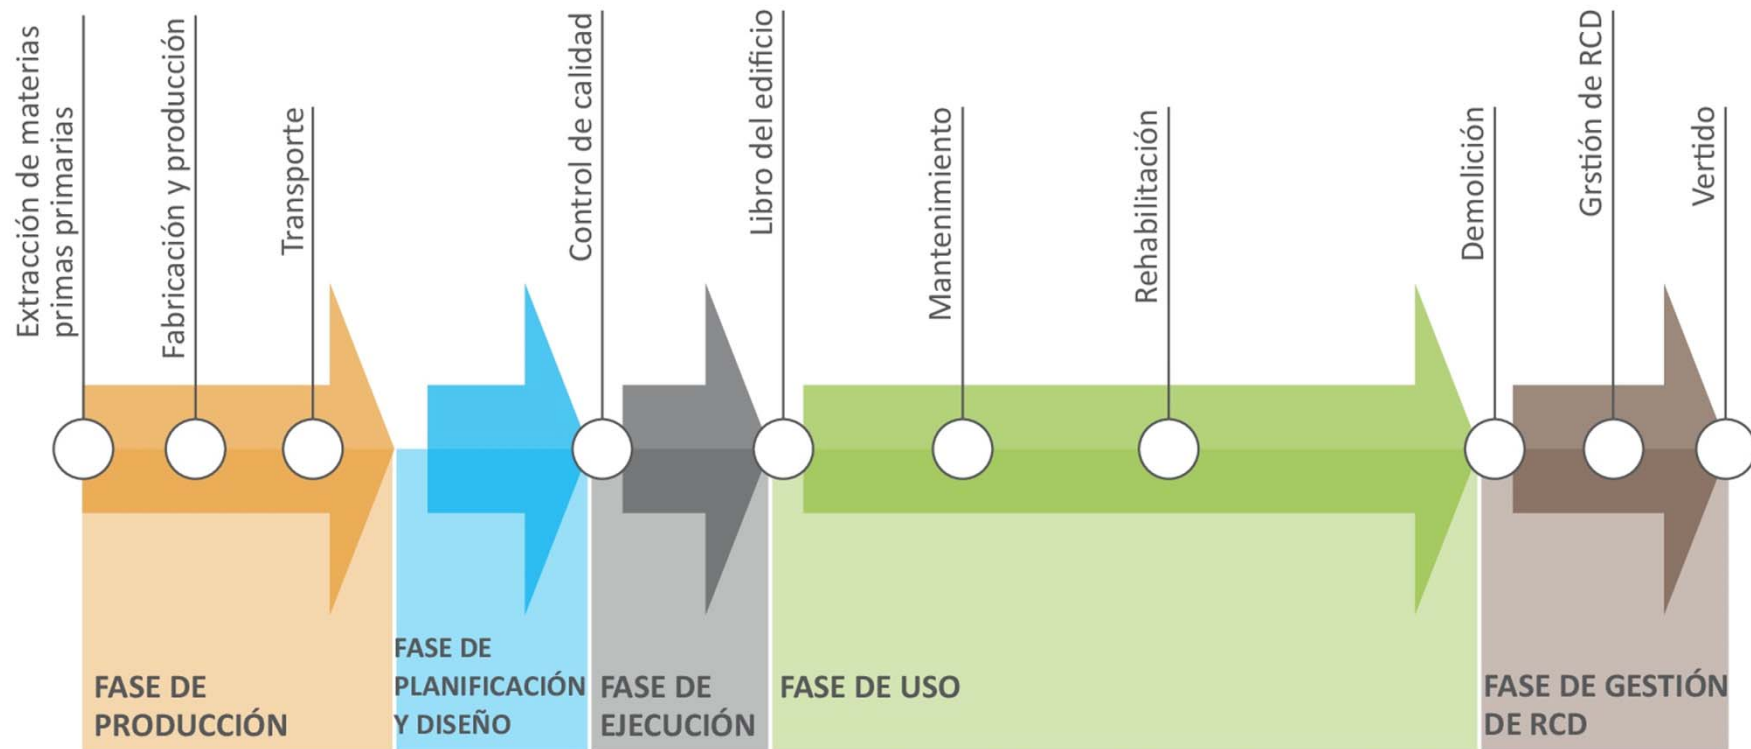 Extracción de materias
primas primarias
Fabricación y producción
Transporte
Control de calidad
Libro del edificio
Mantenimiento
Rehabilitación
Demolición
Grstión de RCD
Vertido
FASE DE
PRODUCCIÓN
FASE DE
PLANIFICACIÓN
Y DISEÑO
FASE DE
EJECUCIÓN
FASE DE USO
FASE DE GESTIÓN
DE RCD